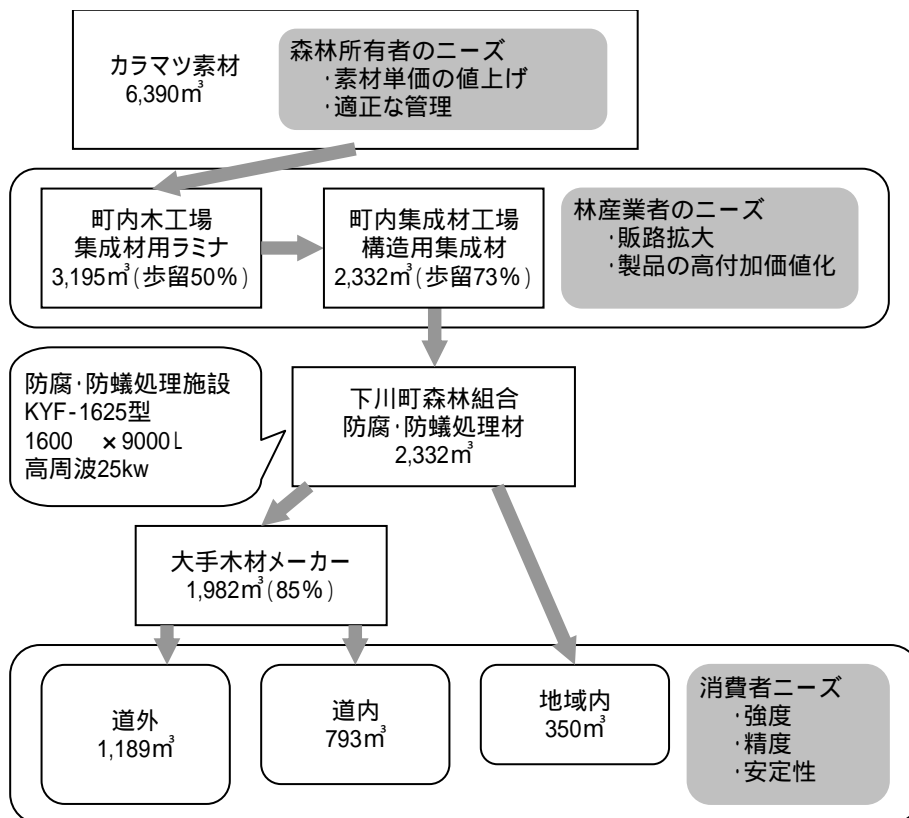 カラマツ素材
6,390㎥
森林所有者のニーズ
・素材単価の値上げ
・適正な管理
町内木工場
集成材用ラミナ
3,195㎥(歩留50%)
町内集成材工場
構造用集成材
2,332㎥(歩留73%)
林産業者のニーズ
・販路拡大
・製品の高付加価値化
防腐・防蟻処理施設
KYF-1625型
1600 ×9000L
高周波25kw
下川町森林組合
防腐・防蟻処理材
2,332㎥
大手木材メーカー
1,982㎥(85%)
道外
1,189㎥
道内
793㎥
地域内
350㎥
消費者ニーズ
・強度
・精度
・安定性